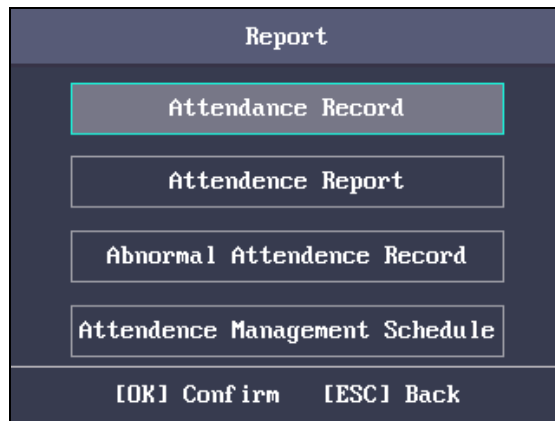 Report
Attendance Record
Attendence Report
Abnormal Attendence Record
Attendence Management Schedule
[OK] Confirm [ESC] Back